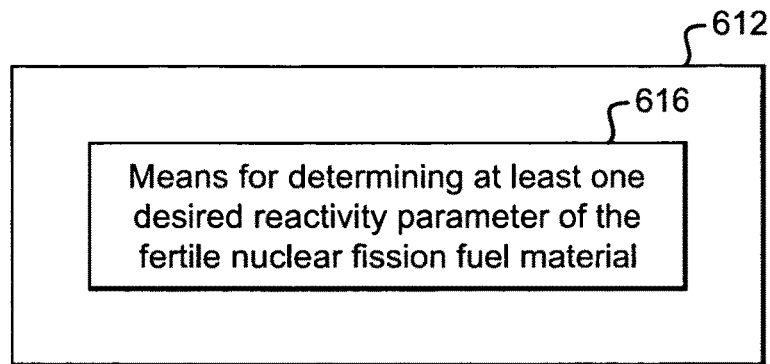 612
616
Means for determining at least one
desired reactivity parameter of the
fertile nuclear fission fuel material